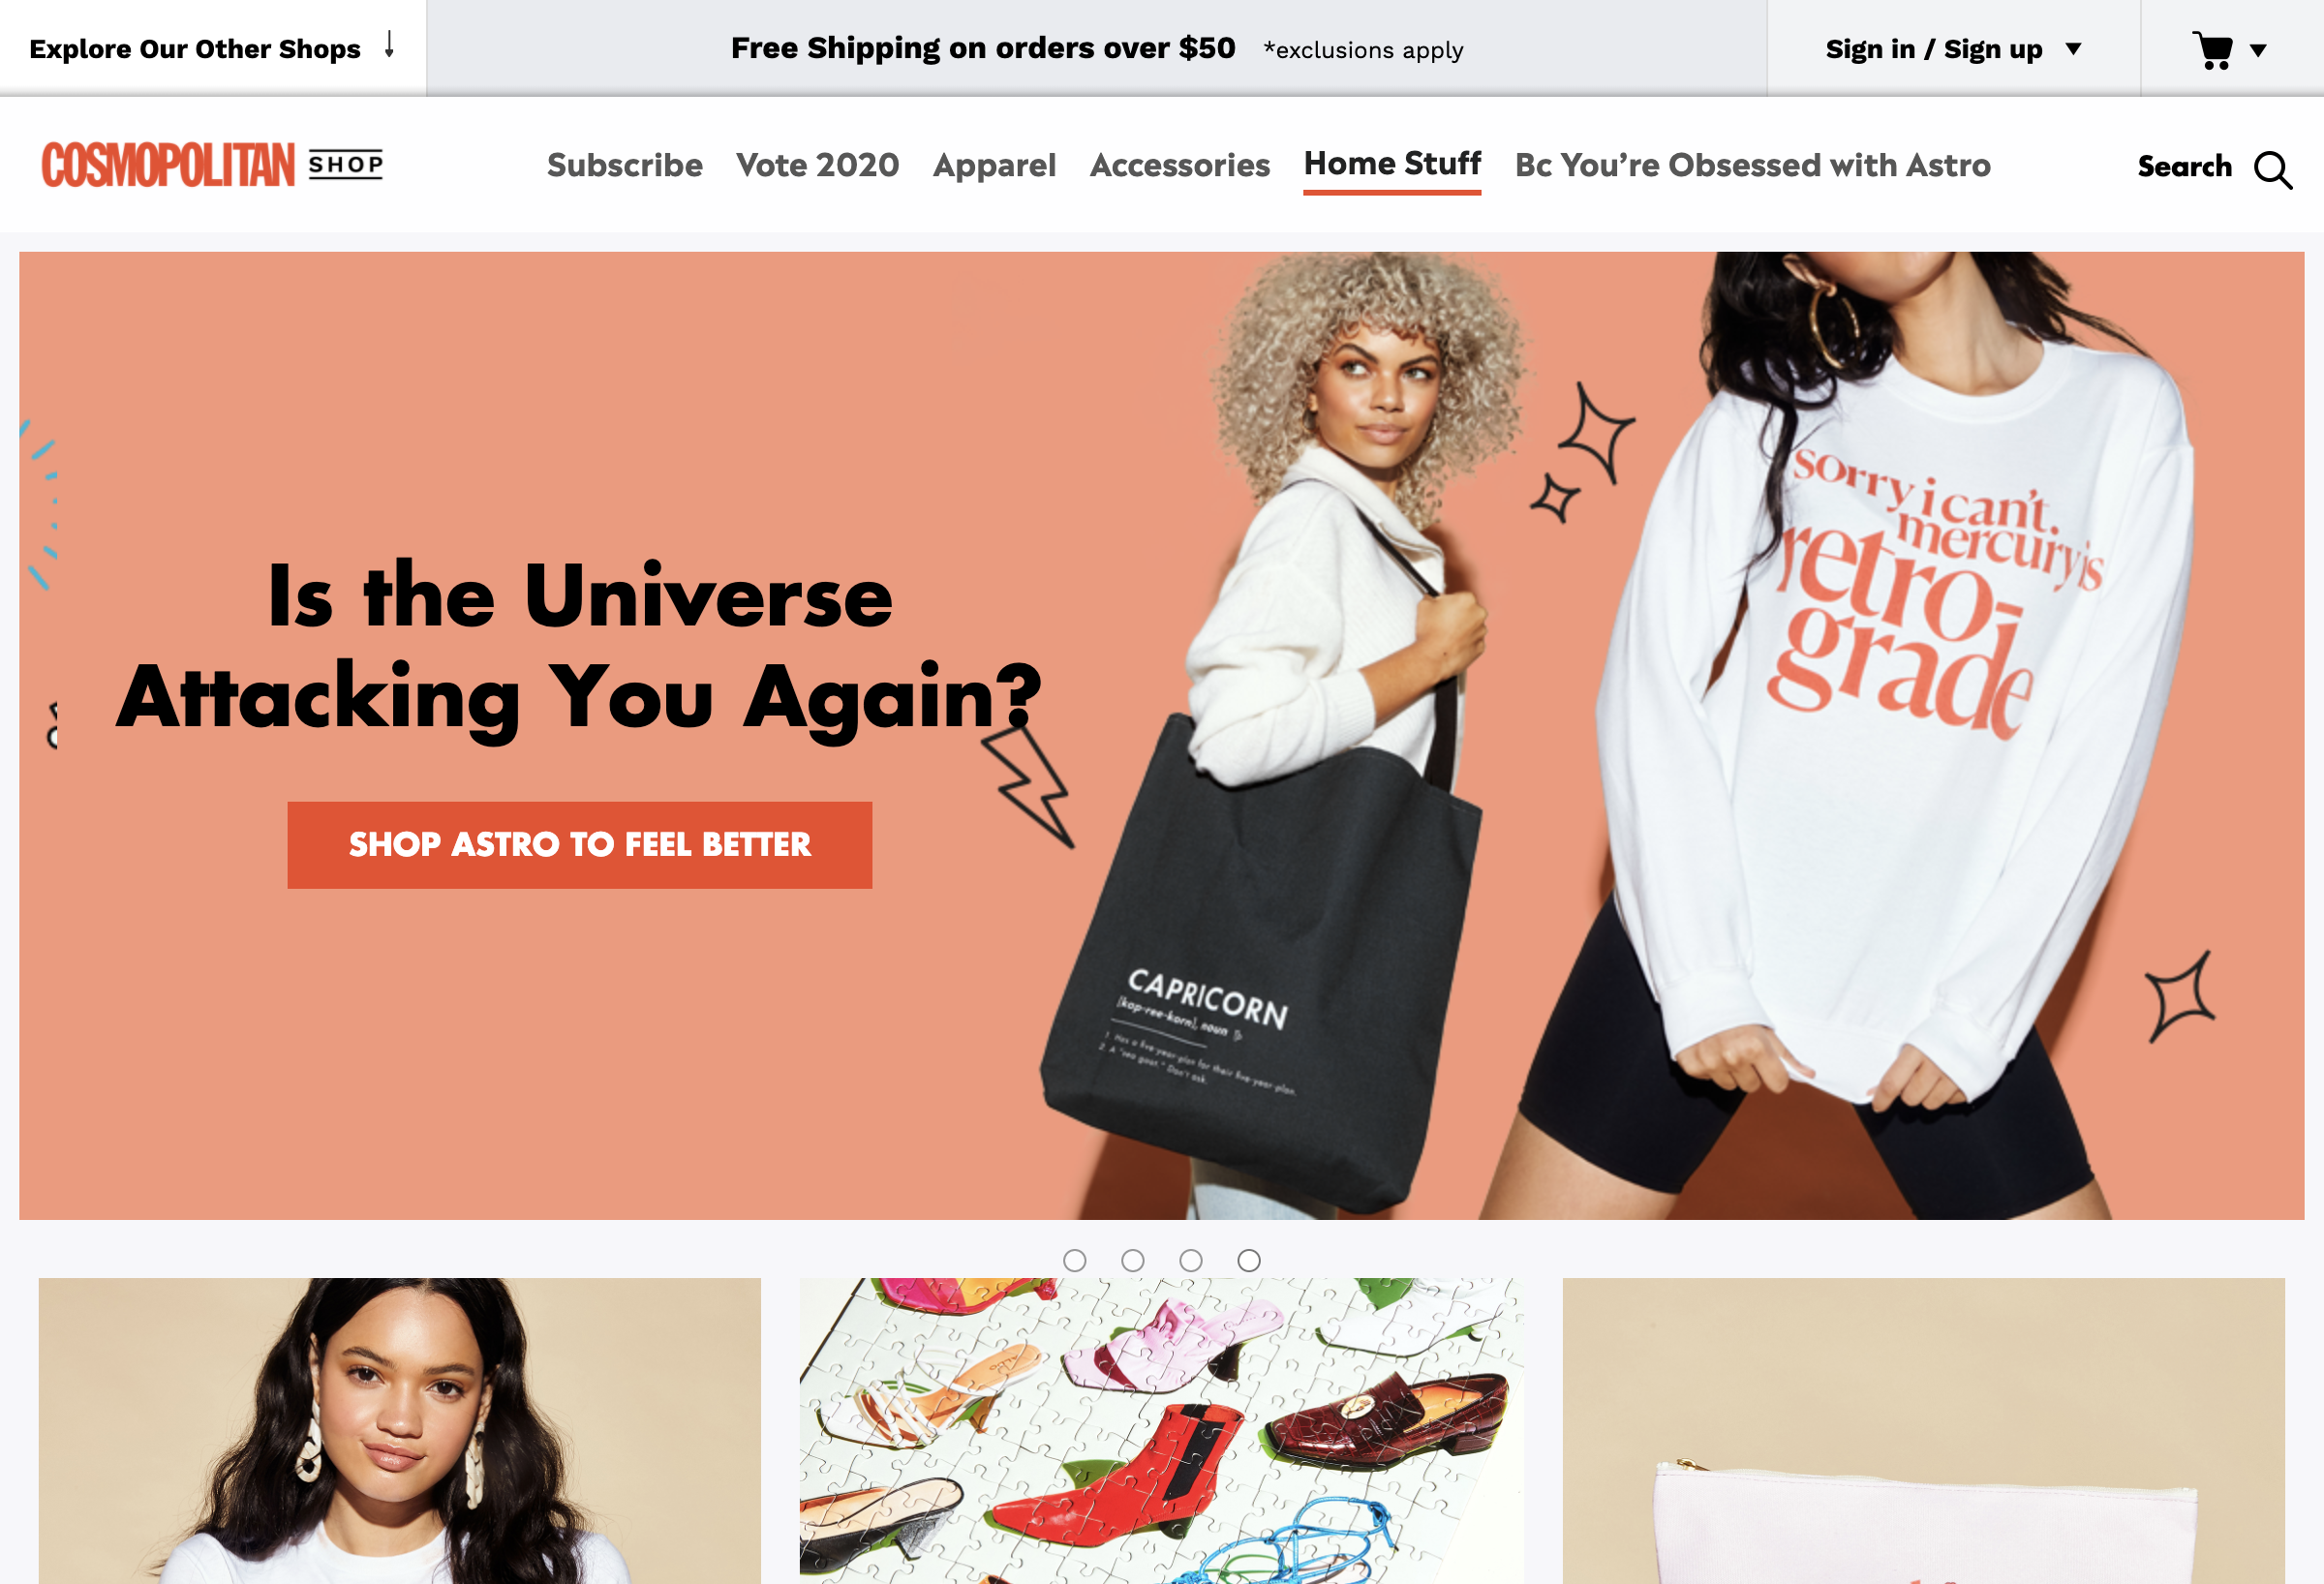 Explore Our Other Shops
Free Shipping on orders over $50 *exclusions apply
Sign in / Sign up
COSMOPOLITAN SHOP
Subscribe Vote 2020 Apparel Accessories Home Stuff Bc You’re Obsessed with Astro
Search
Is the Universe
Attacking You Again?
SHOP ASTRO TO FEEL BETTER
sorry i can't.
mercury is
retro-
grade
CAPRICORN
[kap-ree-korn], noun
1. Has a five-year-plan for their five-year-plan.
2. A "sea goat." Don't ask.